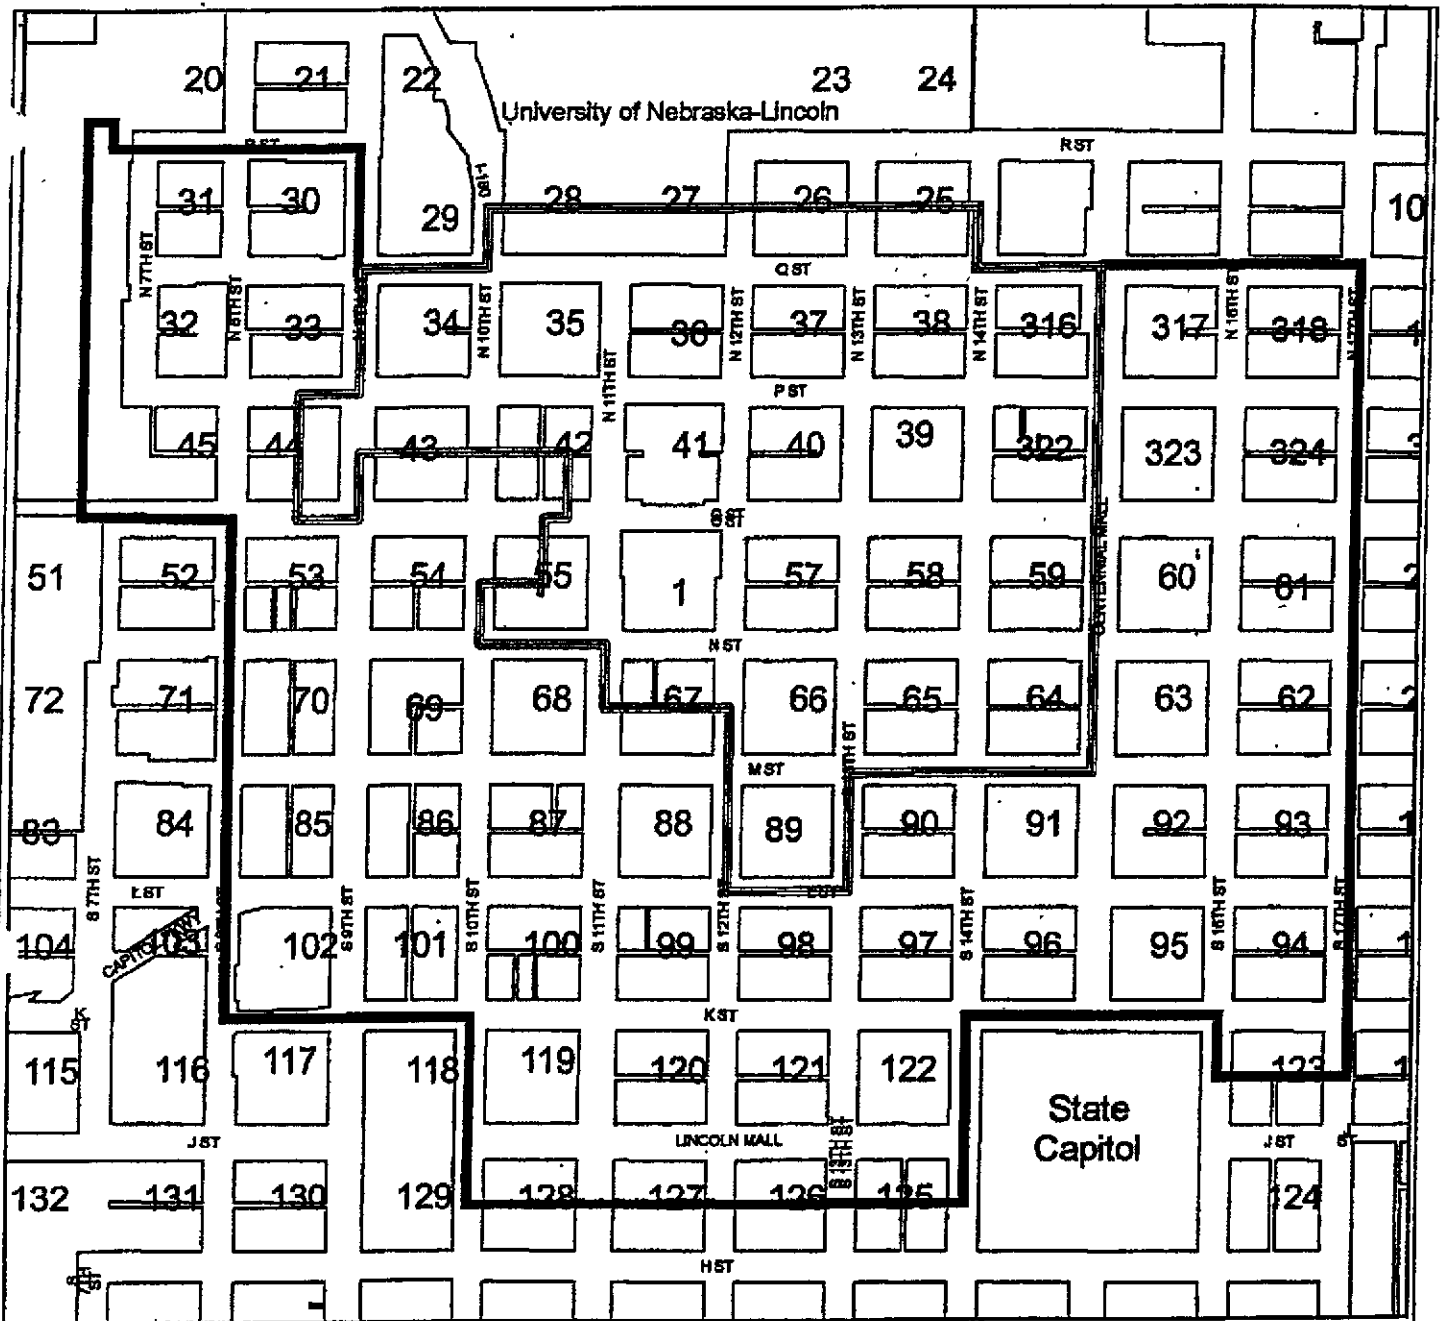 20 21 22 23 24
University of Nebraska-Lincoln
R ST
I-180
31 30 29 28 27 26 25 10
N 7TH ST
Q ST
N 8TH ST
N 10TH ST
N 11TH ST
N 12TH ST
N 13TH ST
N 14TH ST
N 16TH ST
N 17TH ST
32 33 34 35 36 37 38 316 317 318
P ST
45 44 43 42 41 40 39 322 323 324
CENTENNIAL MALL
51 52 53 54 55 1 57 58 59 60 61
N ST
72 71 70 69 68 67 66 65 64 63 62
M ST
83 84 85 86 87 88 89 90 91 92 93
S 7TH ST
L ST
S 9TH ST
S 10TH ST
S 11TH ST
S 12TH ST
S 14TH ST
S 16TH ST
S 17TH ST
104 103 102 101 100 99 98 97 96 95 94
CAPITOL PKWY
K ST
K ST
115 116 117 118 119 120 121 122 123
State
Capitol
J ST
LINCOLN MALL
J ST
ST
132 131 130 129 128 127 126 125 124
H ST